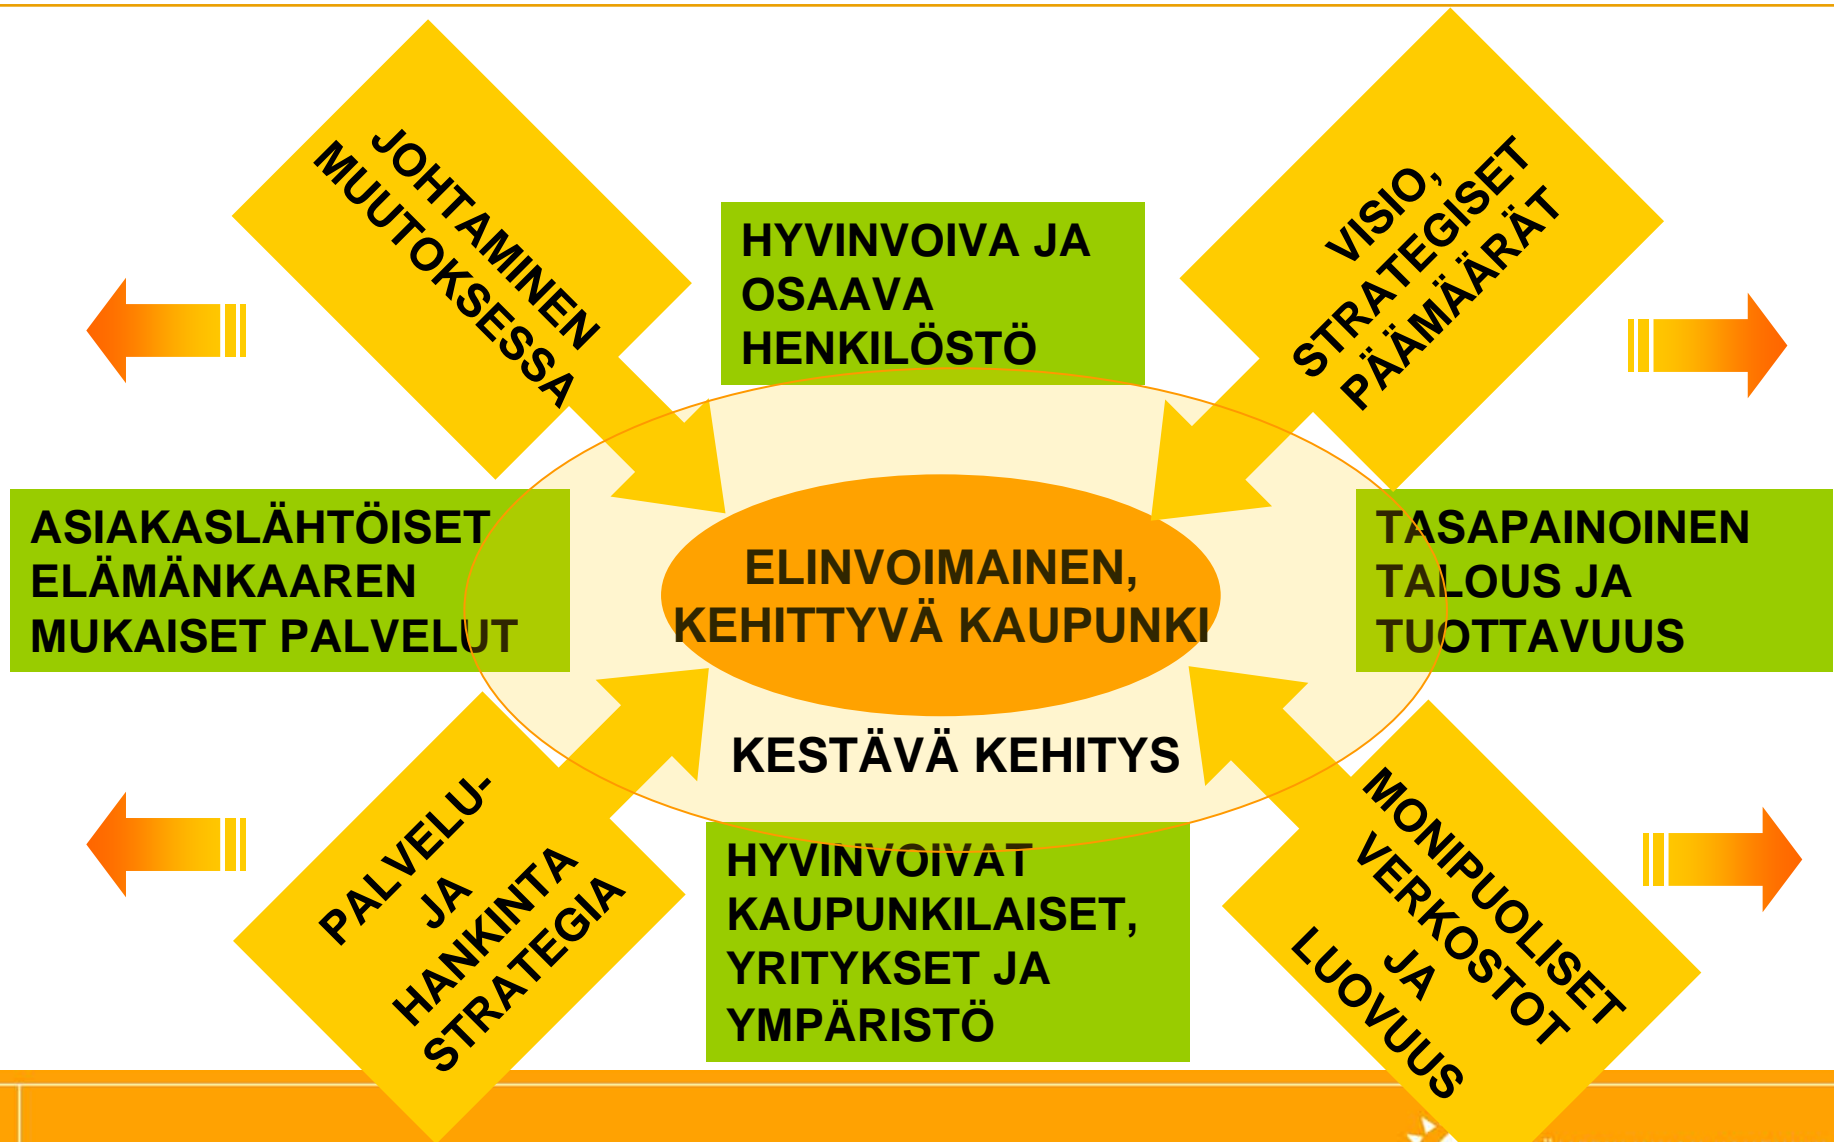 JOHTAMINEN
MUUTOKSESSA
VISIO,
STRATEGISET
PÄÄMÄÄRÄT
HYVINVOIVA JA
OSAAVA
HENKILÖSTÖ
ASIAKASLÄHTÖISET
ELÄMÄNKAAREN
MUKAISET PALVELUT
ELINVOIMAINEN,
KEHITTYVÄ KAUPUNKI
TASAPAINOINEN
TALOUS JA
TUOTTAVUUS
KESTÄVÄ KEHITYS
PALVELU-
JA
HANKINTA
STRATEGIA
HYVINVOIVAT
KAUPUNKILAISET,
YRITYKSET JA
YMPÄRISTÖ
MONIPUOLISET
VERKOSTOT
JA
LUOVUUS